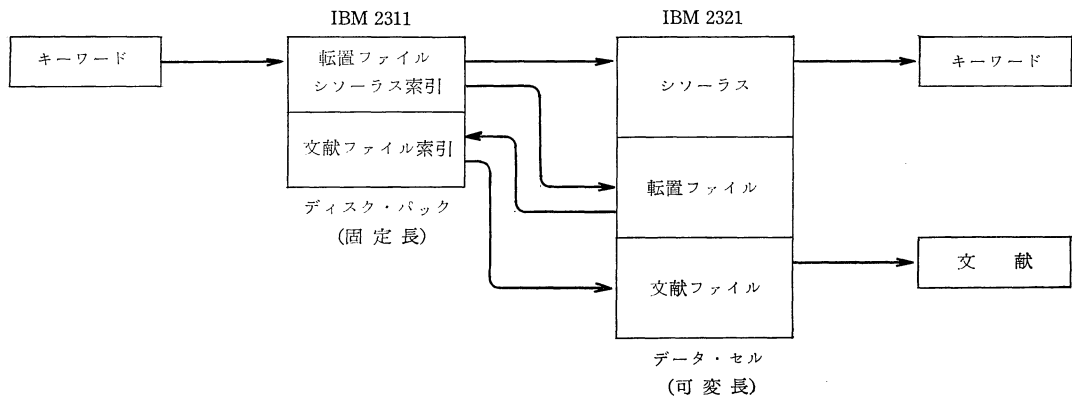 IBM 2311
IBM 2321
キーワード
転置ファイル
シソーラス索引
文献ファイル索引
ディスク・パック
(固定長)
シソーラス
転置ファイル
文献ファイル
データ・セル
(可変長)
キーワード
文献